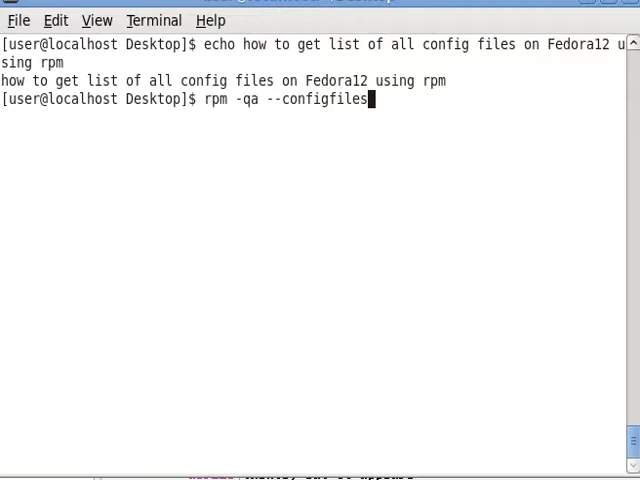 File Edit View Terminal Help
[user@localhost Desktop]$ echo how to get list of all config files on Fedora12 u
sing rpm
how to get list of all config files on Fedora12 using rpm
[user@localhost Desktop]$ rpm -qa --configfiles